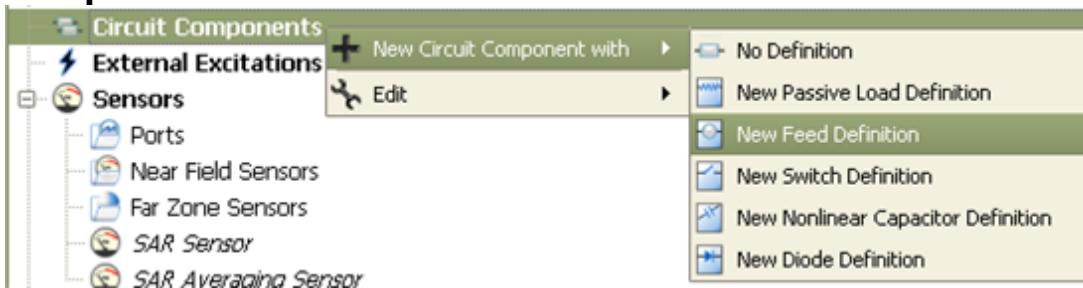 Circuit Components
External Excitations
Sensors
Ports
Near Field Sensors
Far Zone Sensors
SAR Sensor
SAR Averaging Sensor
New Circuit Component with
Edit
No Definition
New Passive Load Definition
New Feed Definition
New Switch Definition
New Nonlinear Capacitor Definition
New Diode Definition